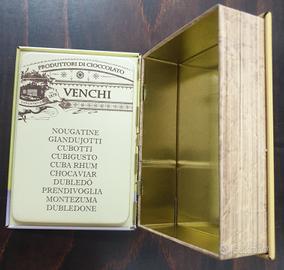 PRODUTTORI DI CIOCCOLATO
VENCHI
NOUGATINE
GIANDUJOTTI
CUBOTTI
CUBIGUSTO
CUBA RHUM
CHOCAVIAR
DUBLEDÒ
PRENDIVOGLIA
MONTEZUMA
DUBLEDONE